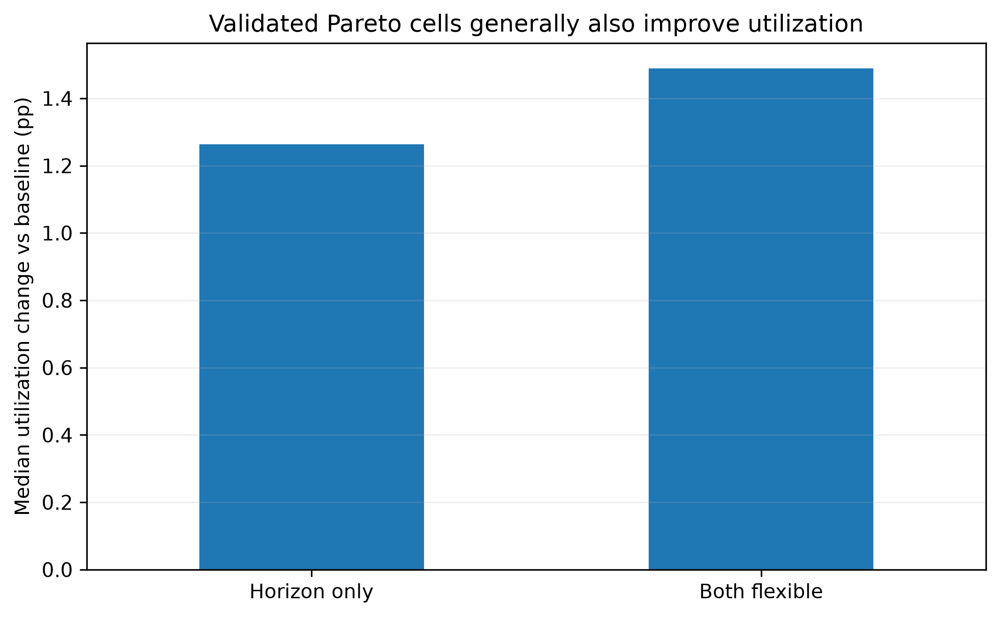 Validated Pareto cells generally also improve utilization
Median utilization change vs baseline (pp)
1.4
1.2
1.0
0.8
0.6
0.4
0.2
0.0
Horizon only
Both flexible